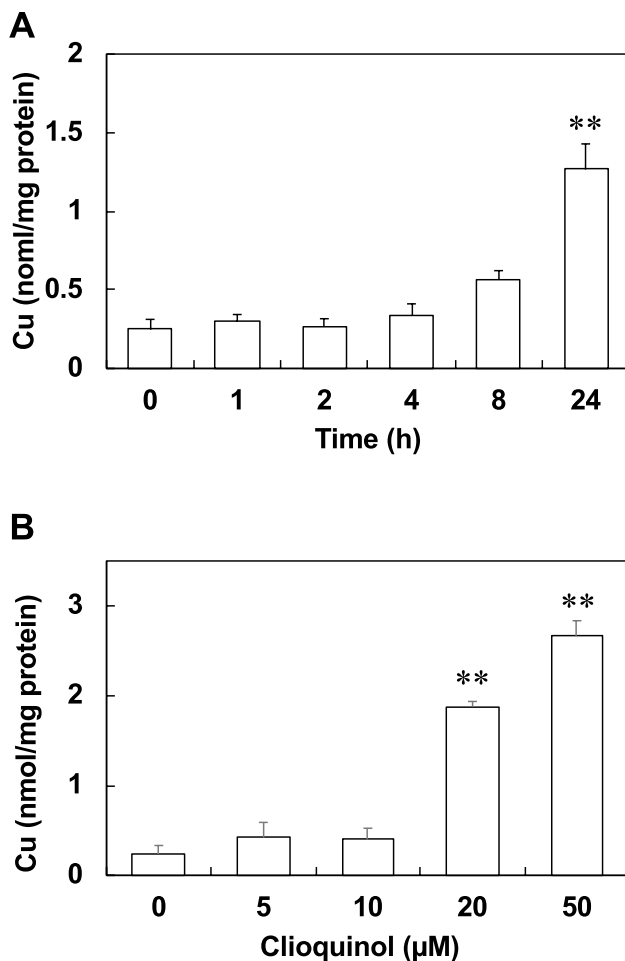 A
2
1.5
1
0.5
0
Cu (noml/mg protein)
**
0 1 2 4 8 24
Time (h)
B
3
2
1
0
Cu (nmol/mg protein)
**
**
0 5 10 20 50
Clioquinol (μM)